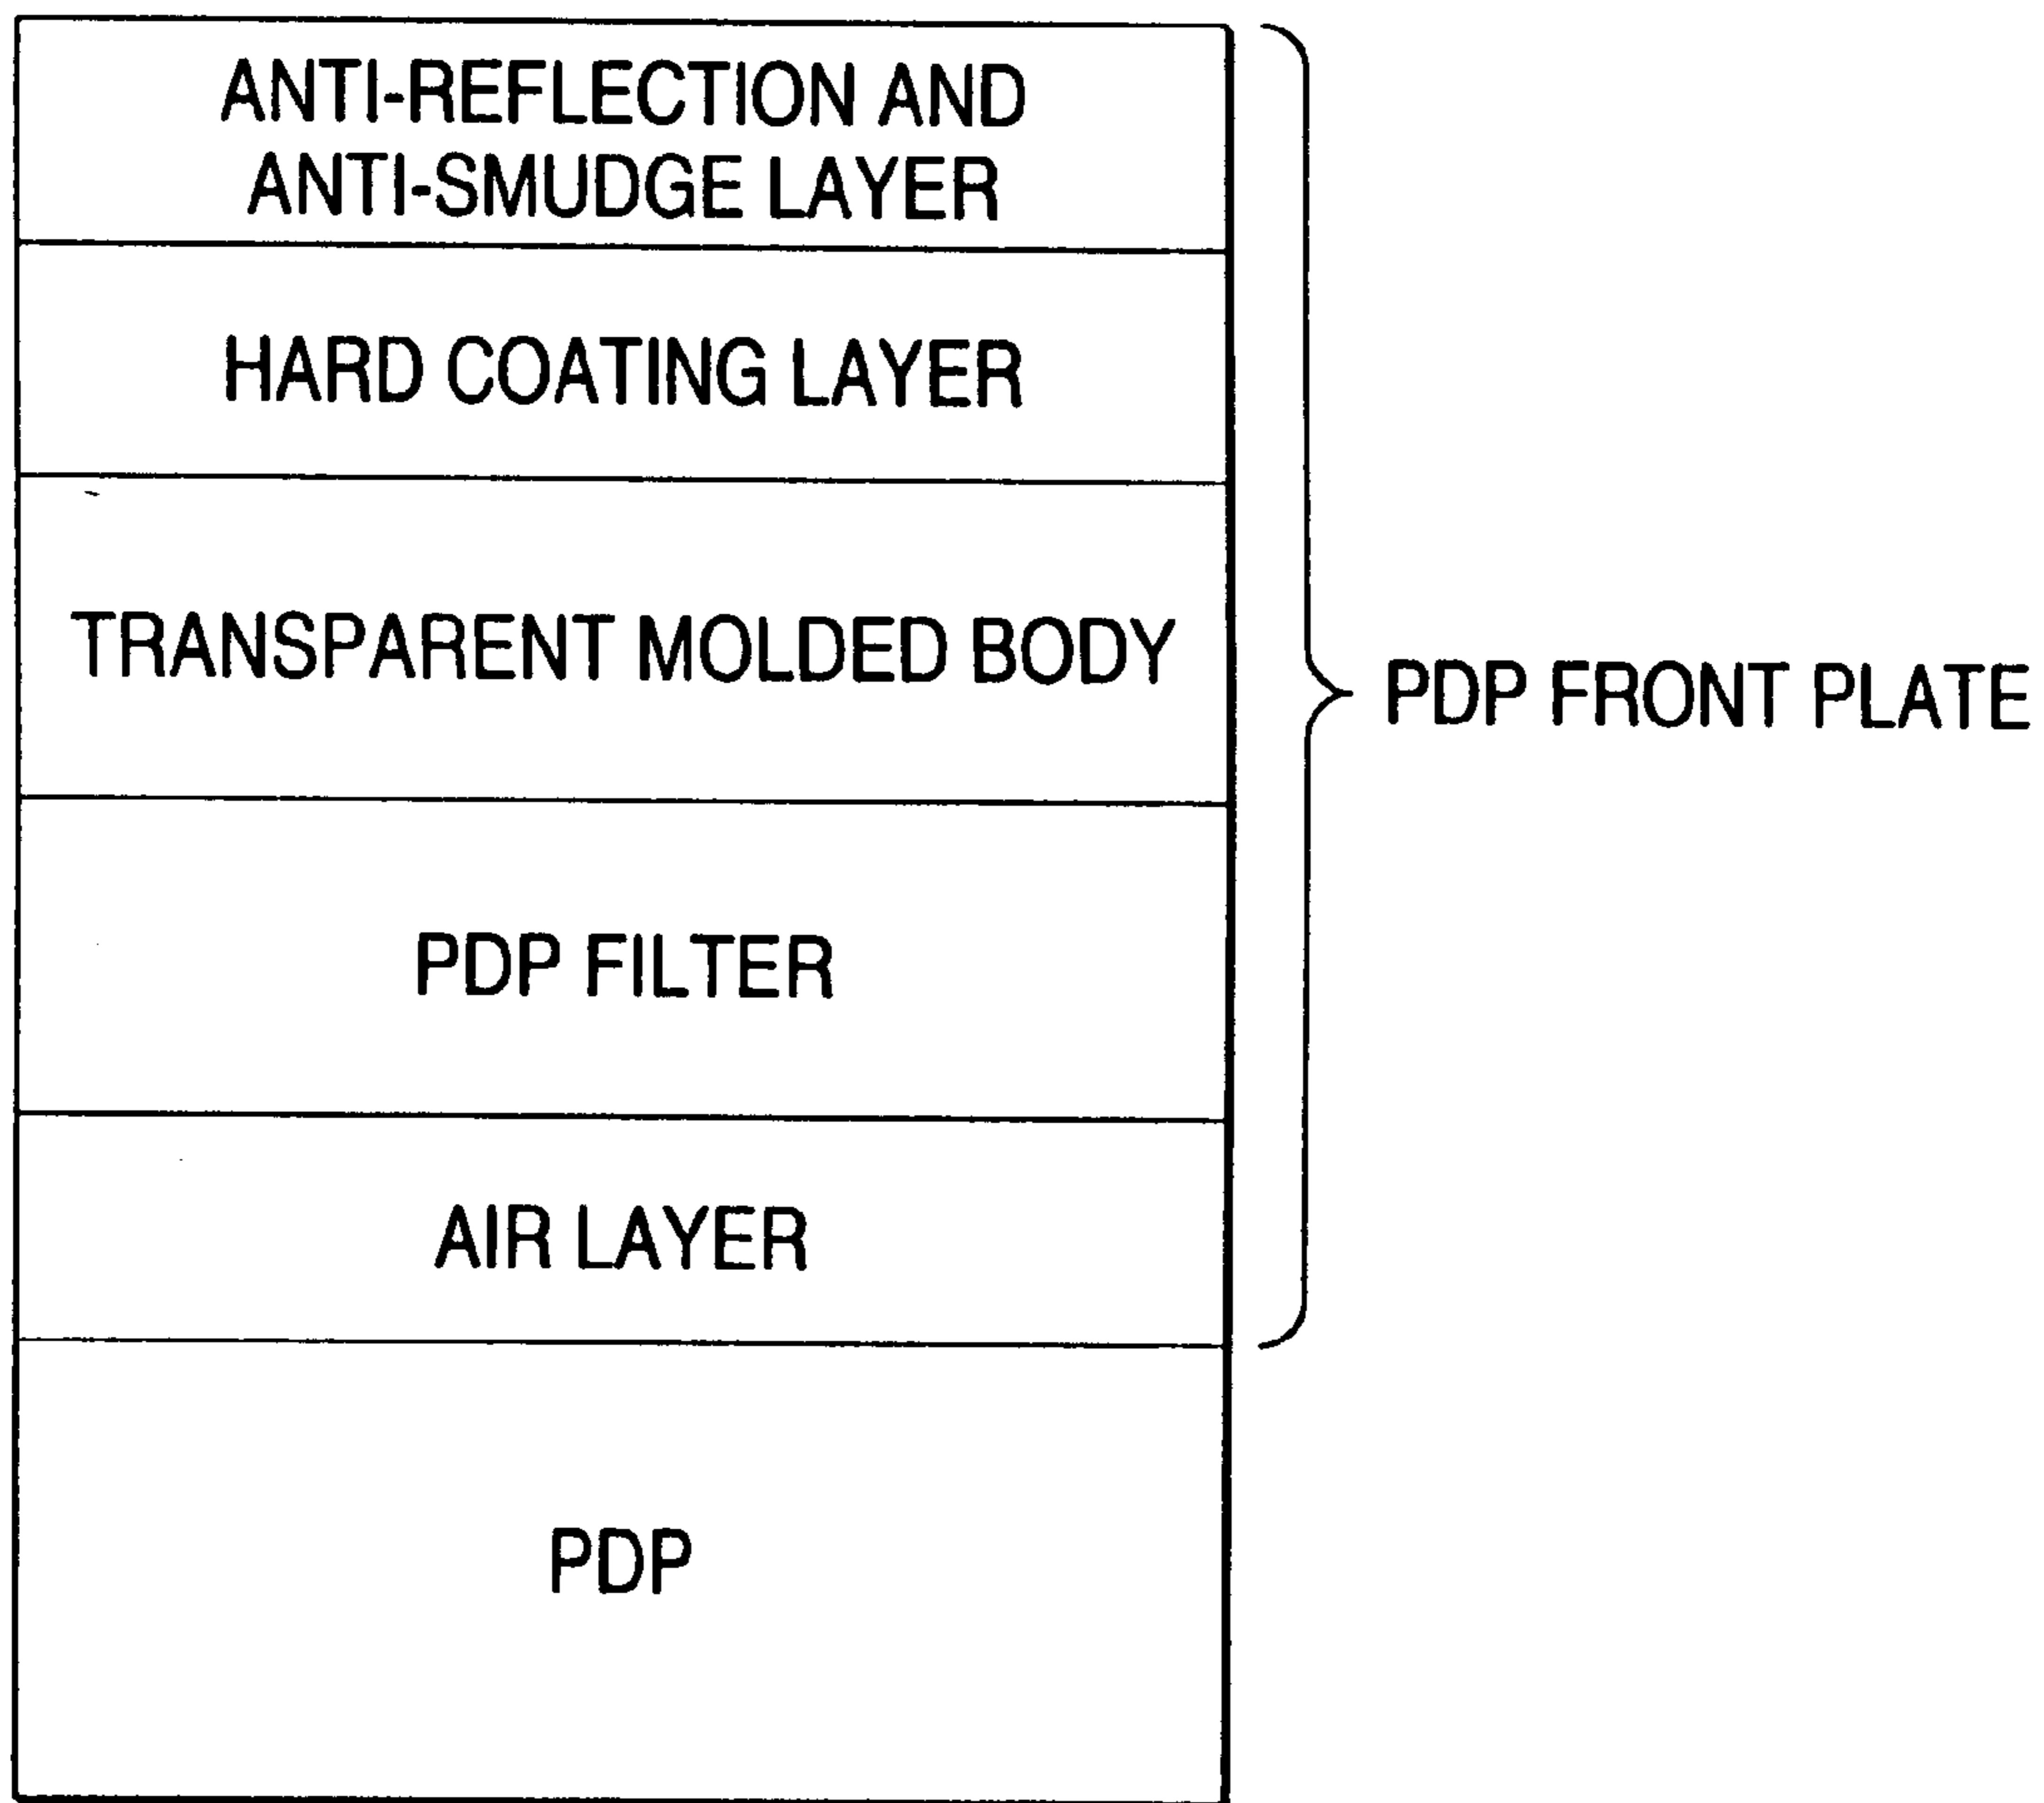 ANTI-REFLECTION AND
ANTI-SMUDGE LAYER
HARD COATING LAYER
TRANSPARENT MOLDED BODY
PDP FRONT PLATE
PDP FILTER
AIR LAYER
PDP